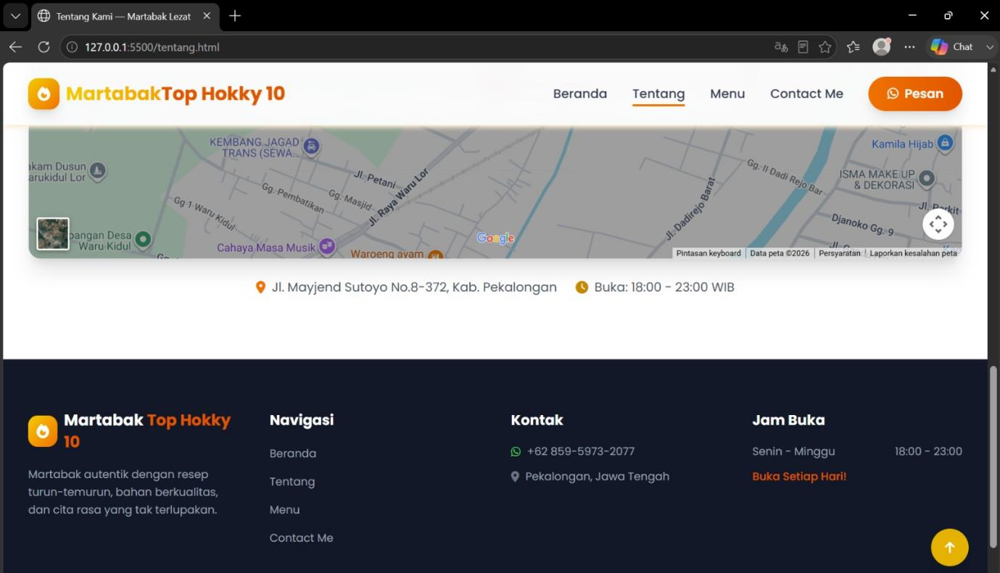 Tentang Kami — Martabak Lezat
127.0.0.1:5500/tentang.html
Chat
MartabakTop Hokky 10
Beranda
Tentang
Menu
Contact Me
Pesan
KEMBANG JAGAD
TRANS (SEWA...
Kamila Hijab
akam Dusun
arukidul Lor
Jl. Petani
Jl. Raya Waru Lor
Gg. Pembatikan
Gg. Masjid
Gg 1 Waru Kidul
Gg. II Dadi Rejo Bar
Jl. Dadirejo Barat
ISMA MAKE UP
& DEKORASI
Jl. Parkit
Djanoko Gg. 9
pangan Desa
Waru Kidul
Cahaya Masa Musik
Waroeng ayam
Google
Pintasan keyboard
Data peta ©2026
Persyaratan
Laporkan kesalahan peta
Jl. Mayjend Sutoyo No.8-372, Kab. Pekalongan
Buka: 18:00 - 23:00 WIB
Martabak Top Hokky
10
Martabak autentik dengan resep
turun-temurun, bahan berkualitas,
dan cita rasa yang tak terlupakan.
Navigasi
Beranda
Tentang
Menu
Contact Me
Kontak
+62 859-5973-2077
Pekalongan, Jawa Tengah
Jam Buka
Senin - Minggu
18:00 - 23:00
Buka Setiap Hari!